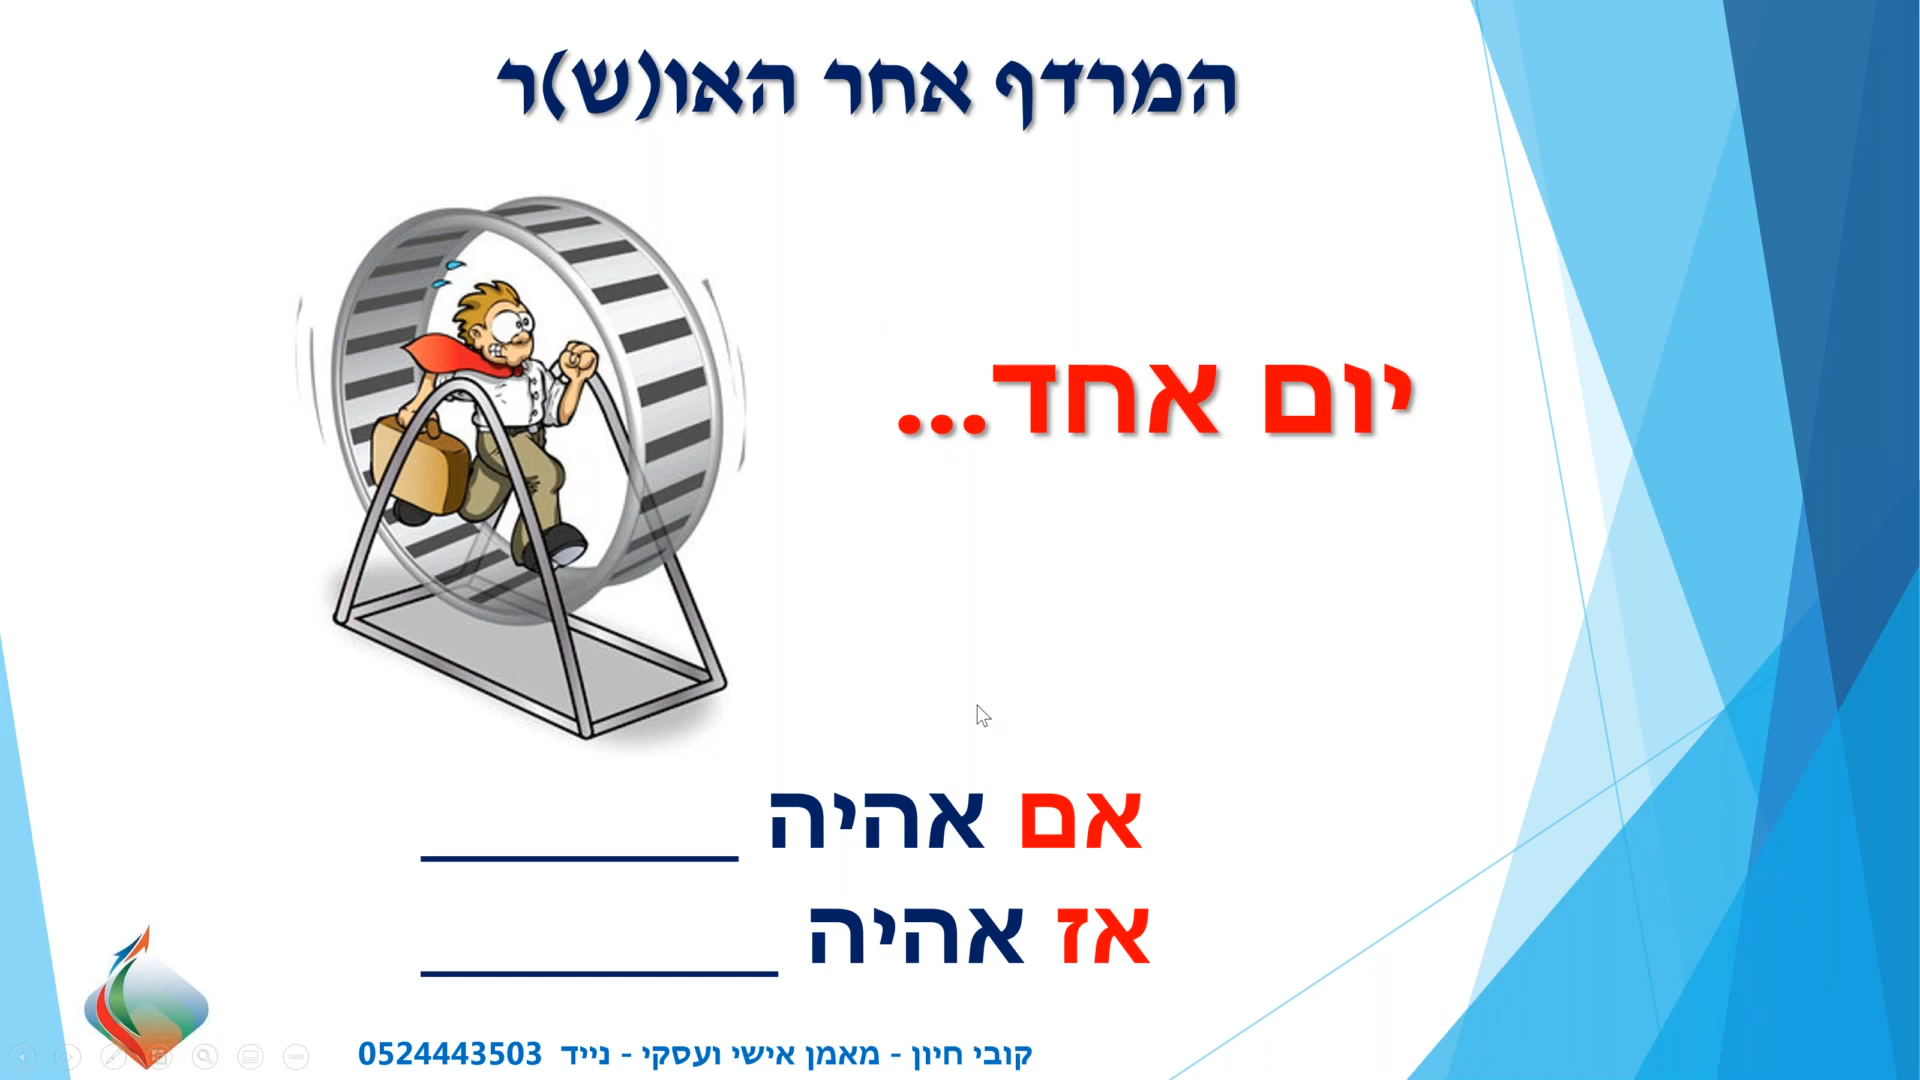 המרדף אחר האו(ש)ר
יום אחד...
אם אהיה ________
אז אהיה _________
קובי חיון - מאמן אישי ועסקי - נייד 0524443503